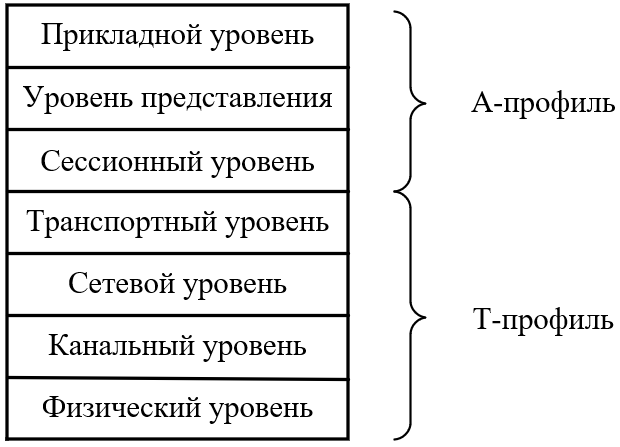 Прикладной уровень
Уровень представления
Сессионный уровень
Транспортный уровень
Сетевой уровень
Канальный уровень
Физический уровень
А-профиль
Т-профиль